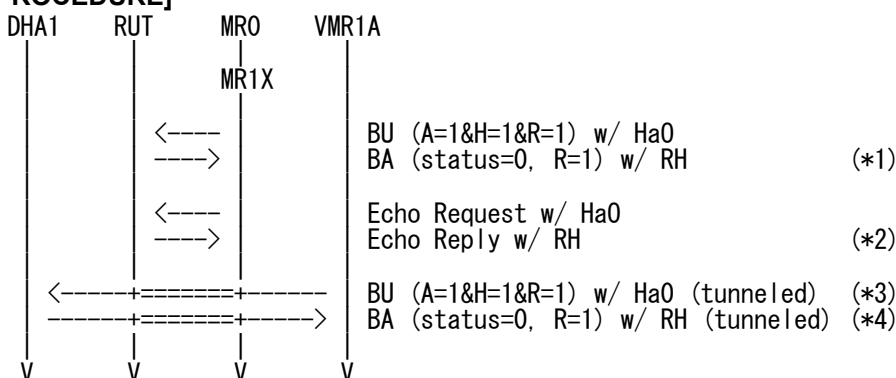 ROCEDURE]
DHA1 RUT MR0 VMR1A
MR1X
<---- BU (A=1&H=1&R=1) w/ HaO
----> BA (status=0, R=1) w/ RH (*1)
<---- Echo Request w/ HaO
----> Echo Reply w/ RH (*2)
<------+=======+------ BU (A=1&H=1&R=1) w/ HaO (tunneled) (*3)
------+=======+-----> BA (status=0, R=1) w/ RH (tunneled) (*4)
V V V V